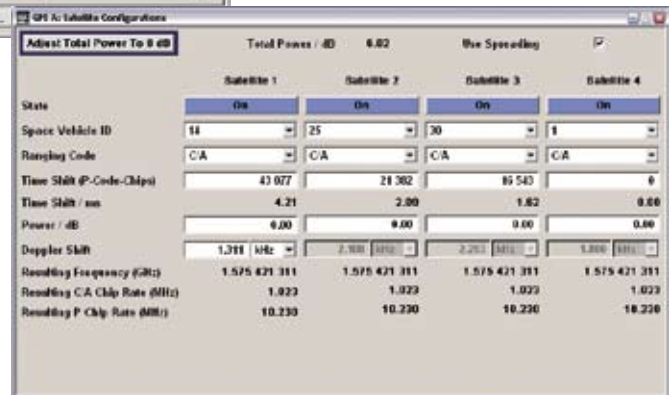 GPS A: Satellite Configurations
Adjust Total Power To 0 dB Total Power / dB 6.02 Use Spreading
Satellite 1 Satellite 2 Satellite 3 Satellite 4
State On On On On
Space Vehicle ID 14 25 30 1
Ranging Code C/A C/A C/A C/A
Time Shift (P-Code-Chips) 43 077 21 382 16 543 0
Time Shift / ms 4.21 2.09 1.62 0.00
Power / dB 0.00 0.00 0.00 0.00
Doppler Shift 1.311 kHz kHz kHz kHz
Resulting Frequency (GHz) 1.575 421 311 1.575 421 311 1.575 421 311 1.575 421 311
Resulting C/A Chip Rate (MHz) 1.023 1.023 1.023 1.023
Resulting P Chip Rate (MHz) 10.230 10.230 10.230 10.230